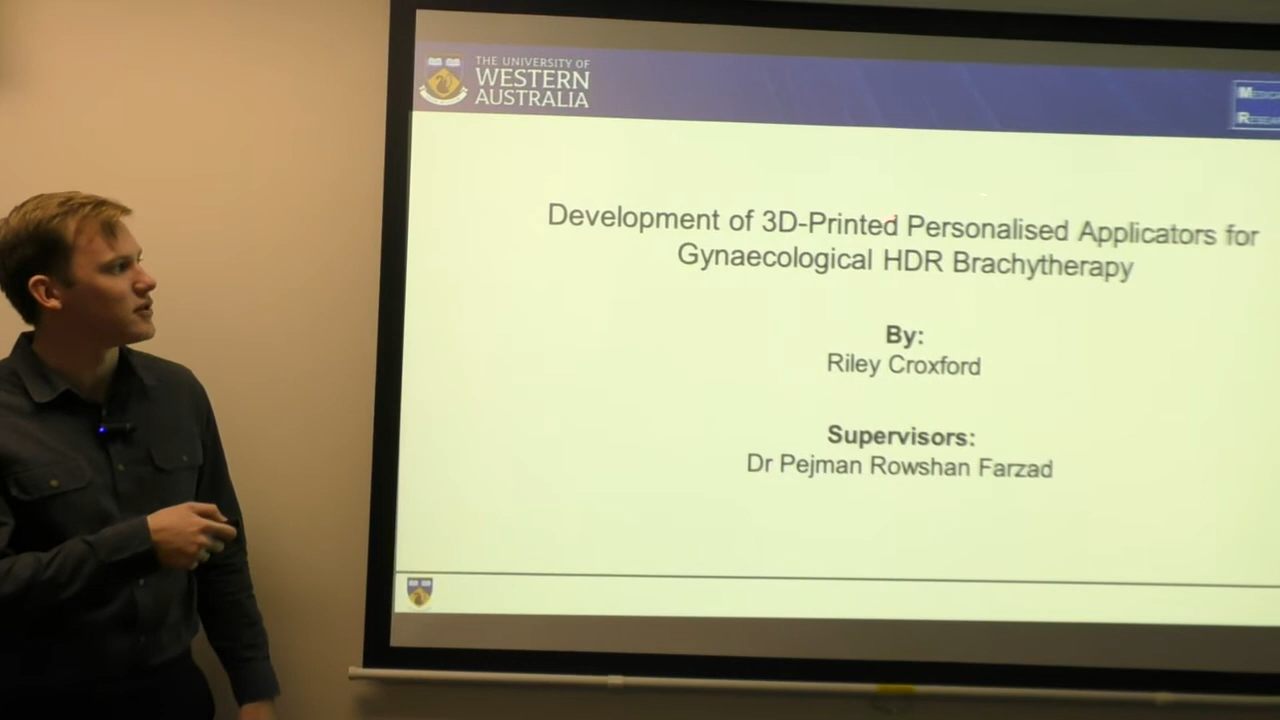 THE UNIVERSITY OF
WESTERN
AUSTRALIA
Development of 3D-Printed Personalised Applicators for
Gynaecological HDR Brachytherapy
By:
Riley Croxford
Supervisors:
Dr Pejman Rowshan Farzad